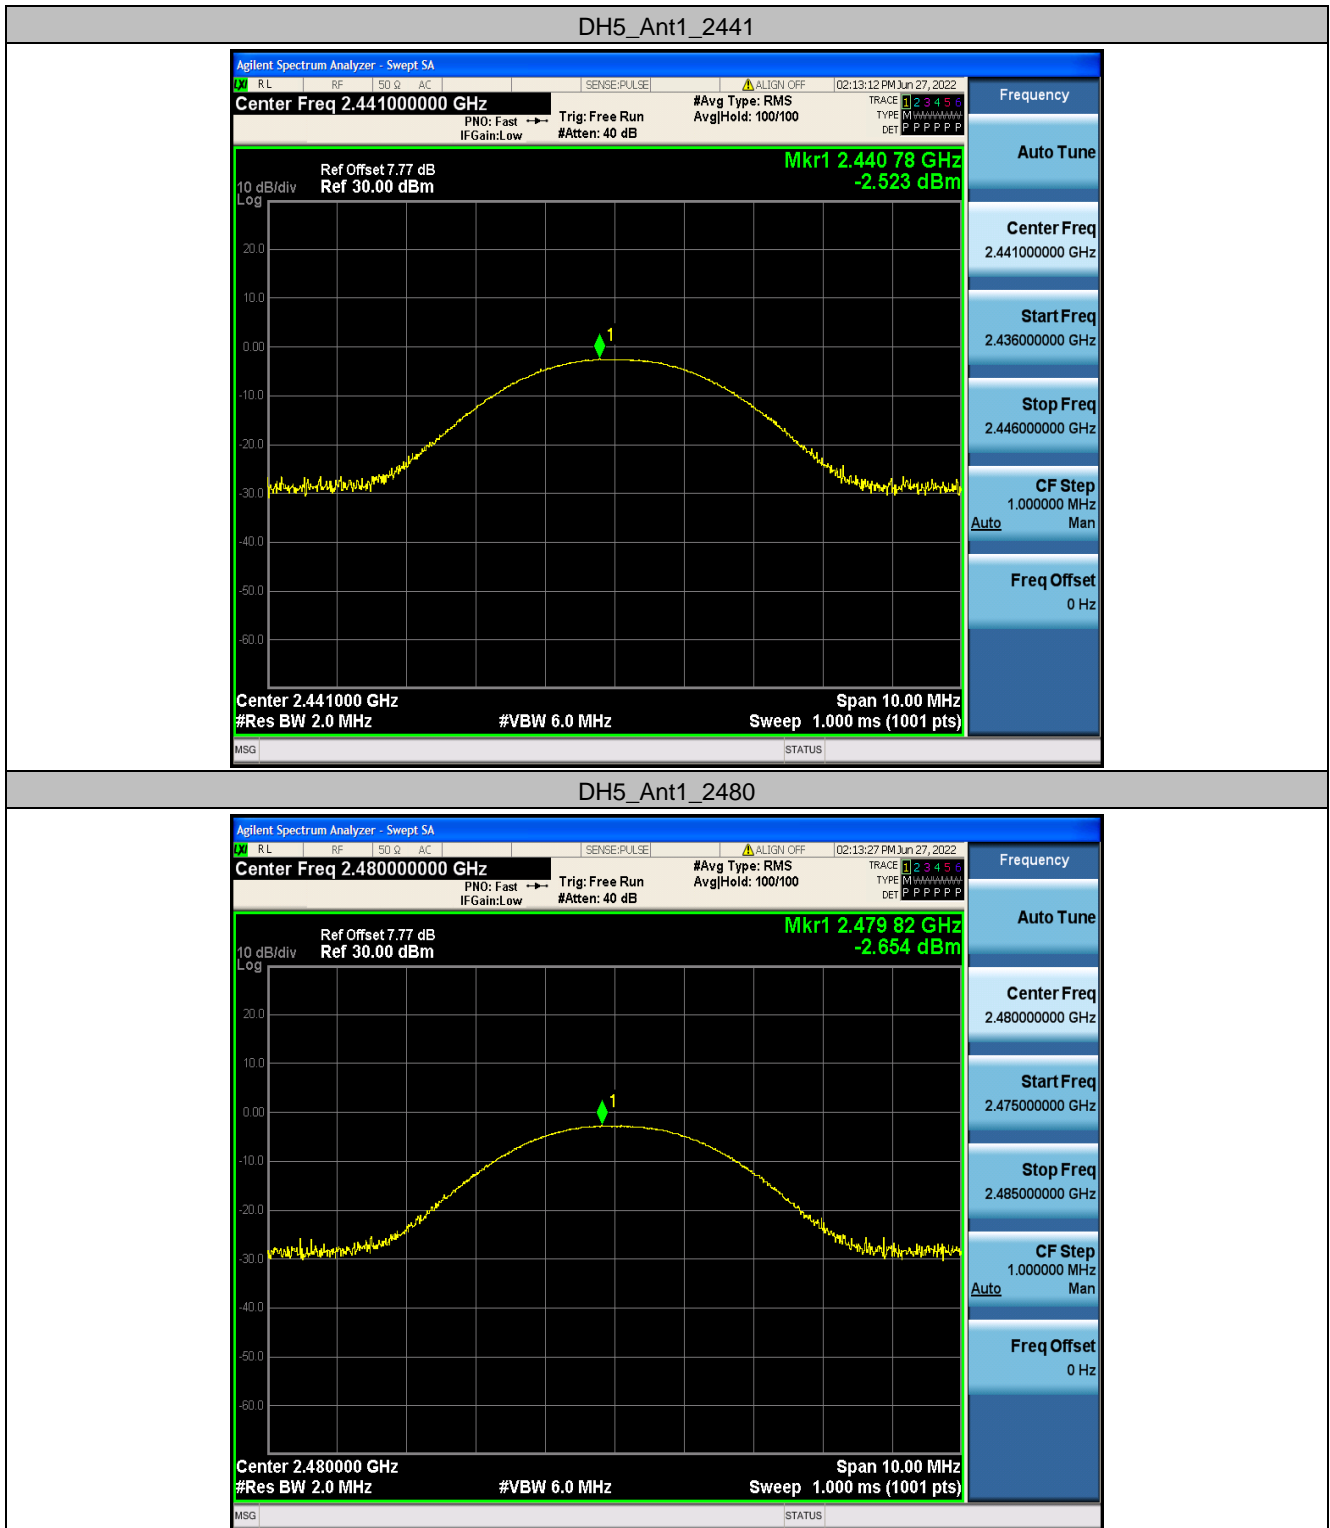 DH5_Ant1_2441
Agilent Spectrum Analyzer - Swept SA
LXI RL RF 50 Ω AC SENSE:PULSE ALIGN OFF 02:13:12 PM Jun 27, 2022
Center Freq 2.441000000 GHz
#Avg Type: RMS
TRACE 1 2 3 4 5 6
PNO: Fast
Trig: Free Run
Avg|Hold: 100/100
TYPE M WWWWW
IFGain:Low
#Atten: 40 dB
DET P P P P P P
Mkr1 2.440 78 GHz
-2.523 dBm
Ref Offset 7.77 dB
10 dB/div Ref 30.00 dBm
Log
20.0
10.0
0.00
-10.0
-20.0
-30.0
-40.0
-50.0
-60.0
1
Center 2.441000 GHz
Span 10.00 MHz
#Res BW 2.0 MHz
#VBW 6.0 MHz
Sweep 1.000 ms (1001 pts)
MSG
STATUS
Frequency
Auto Tune
Center Freq
2.441000000 GHz
Start Freq
2.436000000 GHz
Stop Freq
2.446000000 GHz
CF Step
1.000000 MHz
Auto Man
Freq Offset
0 Hz
DH5_Ant1_2480
Agilent Spectrum Analyzer - Swept SA
LXI RL RF 50 Ω AC SENSE:PULSE ALIGN OFF 02:13:27 PM Jun 27, 2022
Center Freq 2.480000000 GHz
#Avg Type: RMS
TRACE 1 2 3 4 5 6
PNO: Fast
Trig: Free Run
Avg|Hold: 100/100
TYPE M WWWWW
IFGain:Low
#Atten: 40 dB
DET P P P P P P
Mkr1 2.479 82 GHz
-2.654 dBm
Ref Offset 7.77 dB
10 dB/div Ref 30.00 dBm
Log
20.0
10.0
0.00
-10.0
-20.0
-30.0
-40.0
-50.0
-60.0
1
Center 2.480000 GHz
Span 10.00 MHz
#Res BW 2.0 MHz
#VBW 6.0 MHz
Sweep 1.000 ms (1001 pts)
MSG
STATUS
Frequency
Auto Tune
Center Freq
2.480000000 GHz
Start Freq
2.475000000 GHz
Stop Freq
2.485000000 GHz
CF Step
1.000000 MHz
Auto Man
Freq Offset
0 Hz